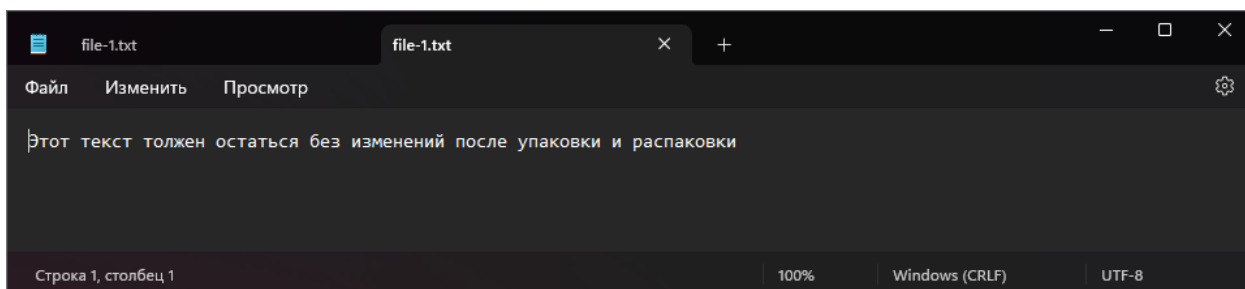 file-1.txt
file-1.txt
Файл Изменить Просмотр
Этот текст толжен остаться без изменений после упаковки и распаковки
Строка 1, столбец 1 100% Windows (CRLF) UTF-8